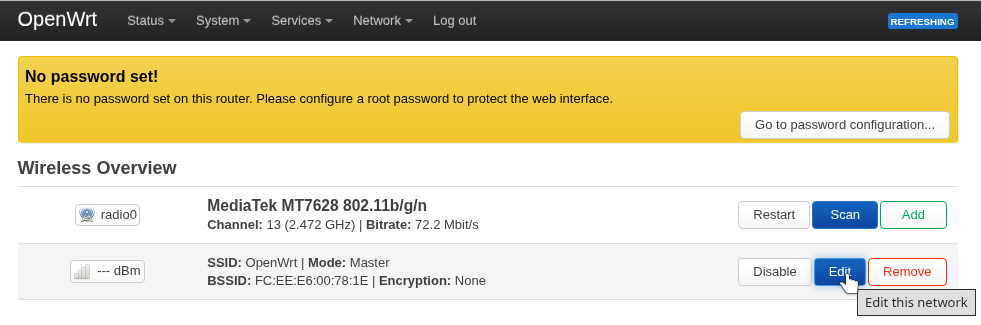 OpenWrt Status System Services Network Log out REFRESHING
No password set!
There is no password set on this router. Please configure a root password to protect the web interface.
Go to password configuration...
Wireless Overview
radio0
MediaTek MT7628 802.11b/g/n
Channel: 13 (2.472 GHz) | Bitrate: 72.2 Mbit/s
Restart Scan Add
--- dBm
SSID: OpenWrt | Mode: Master
BSSID: FC:EE:E6:00:78:1E | Encryption: None
Disable Edit Remove
Edit this network